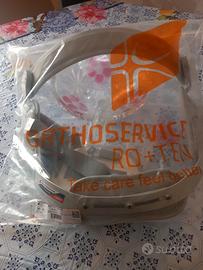 ORTHOSERVICE
RO+TEN
Take care feel better
subito